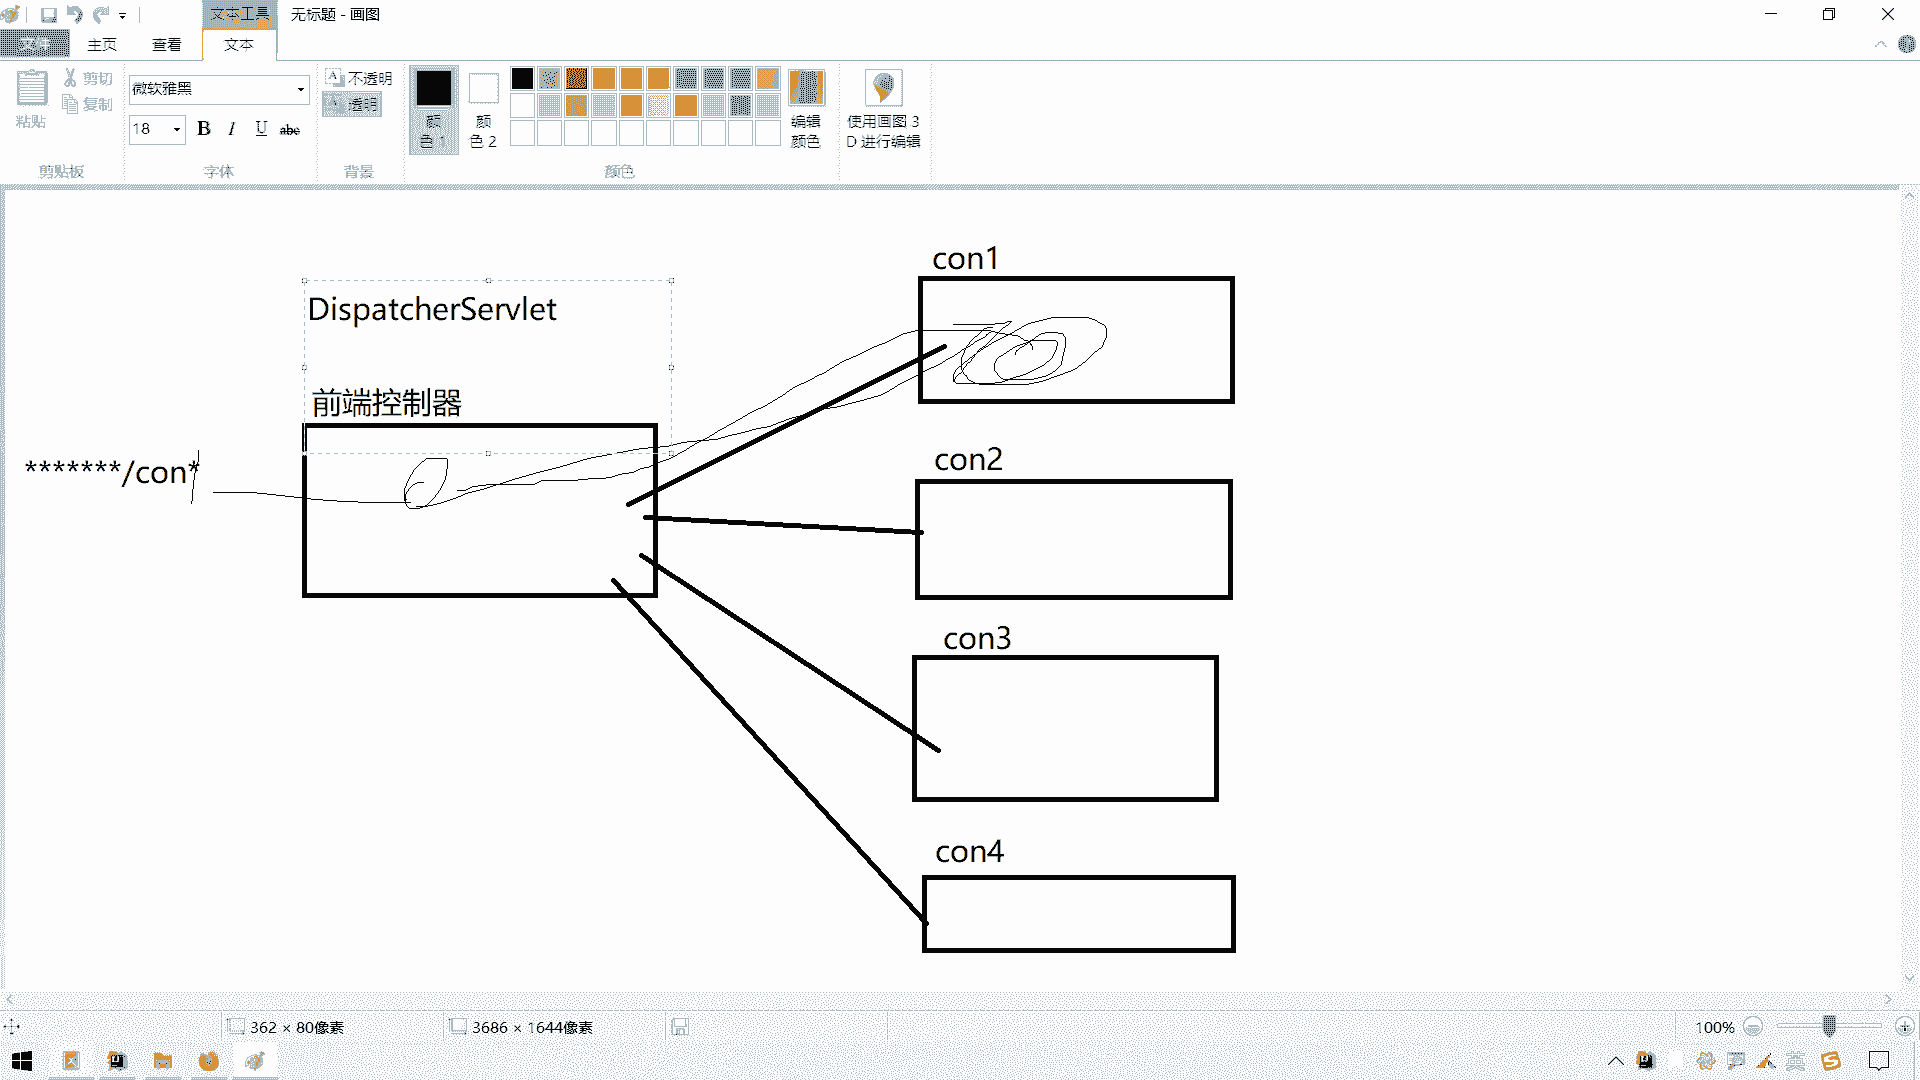 文本工具
无标题 - 画图
文件
主页
查看
文本
粘贴
剪切
复制
剪贴板
微软雅黑
18
B
I
U
abc
字体
A 不透明
A 透明
背景
颜
色 1
颜
色 2
颜色
编辑
颜色
使用画图 3
D 进行编辑
con1
DispatcherServlet
前端控制器
*******/con*
con2
con3
con4
362 × 80像素
3686 × 1644像素
100%
英